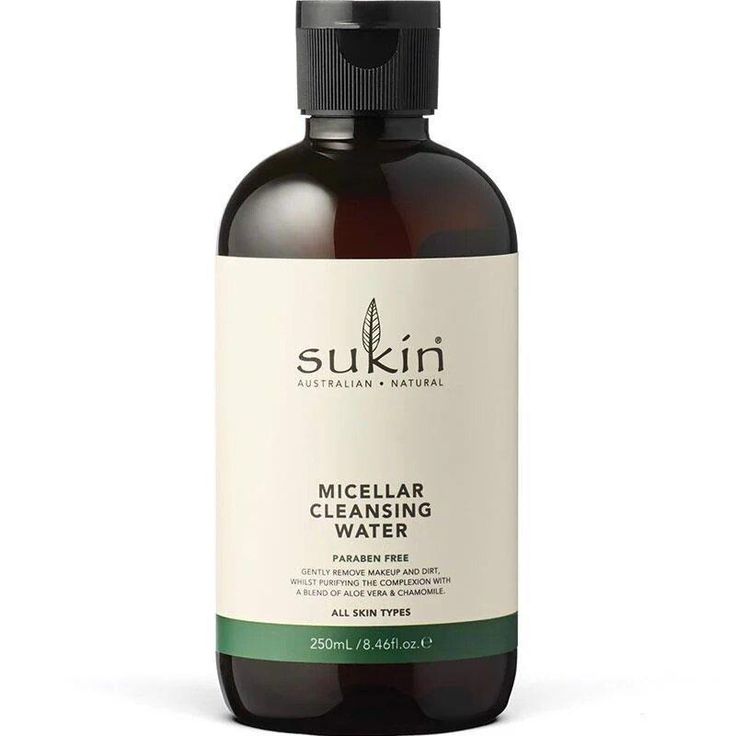 sukin®
AUSTRALIAN • NATURAL
MICELLAR
CLEANSING
WATER
PARABEN FREE
GENTLY REMOVE MAKEUP AND DIRT,
WHILST PURIFYING THE COMPLEXION WITH
A BLEND OF ALOE VERA & CHAMOMILE.
ALL SKIN TYPES
250mL / 8.46fl.oz.℮